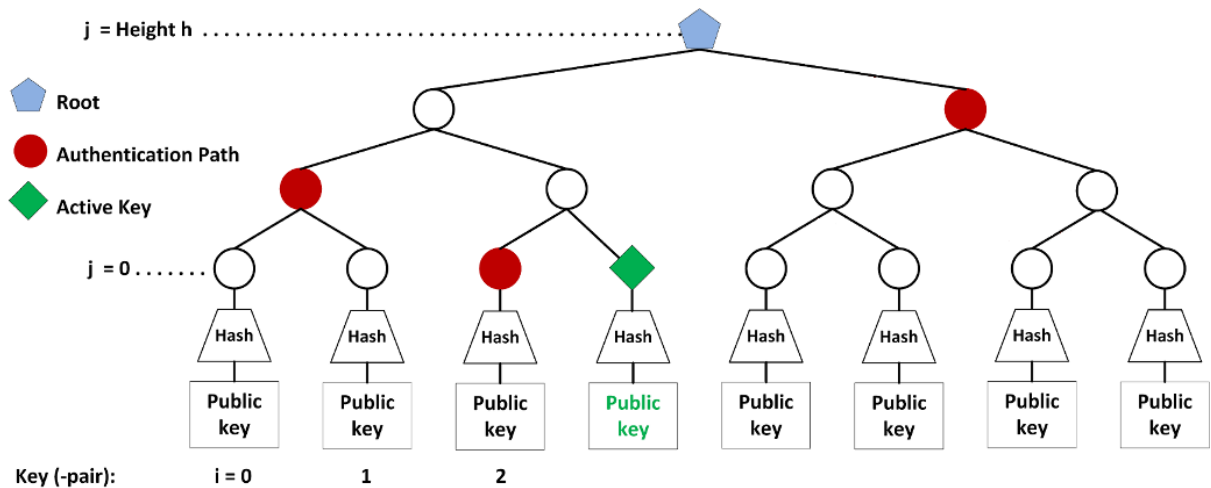 j = Height h . . . . . . . . . . . . . . . . . . . . . . . . . . . . . . . . . . . . .
Root
Authentication Path
Active Key
j = 0 . . . . . . .
Hash Hash Hash Hash Hash Hash Hash Hash
Public Public Public Public Public Public Public Public
key key key key key key key key
Key (-pair): i = 0 1 2